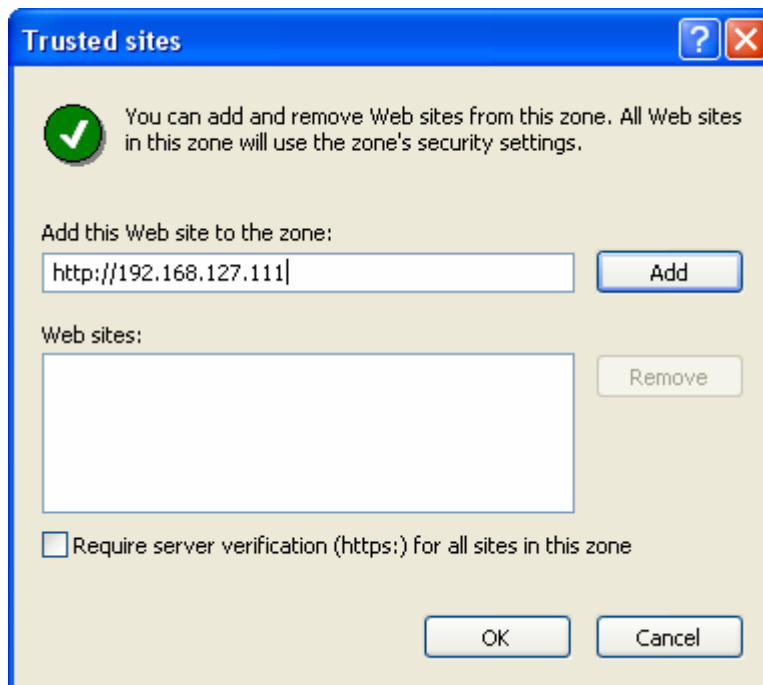 Trusted sites
You can add and remove Web sites from this zone. All Web sites
in this zone will use the zone's security settings.
Add this Web site to the zone:
http://192.168.127.111
Add
Web sites:
Remove
Require server verification (https:) for all sites in this zone
OK
Cancel